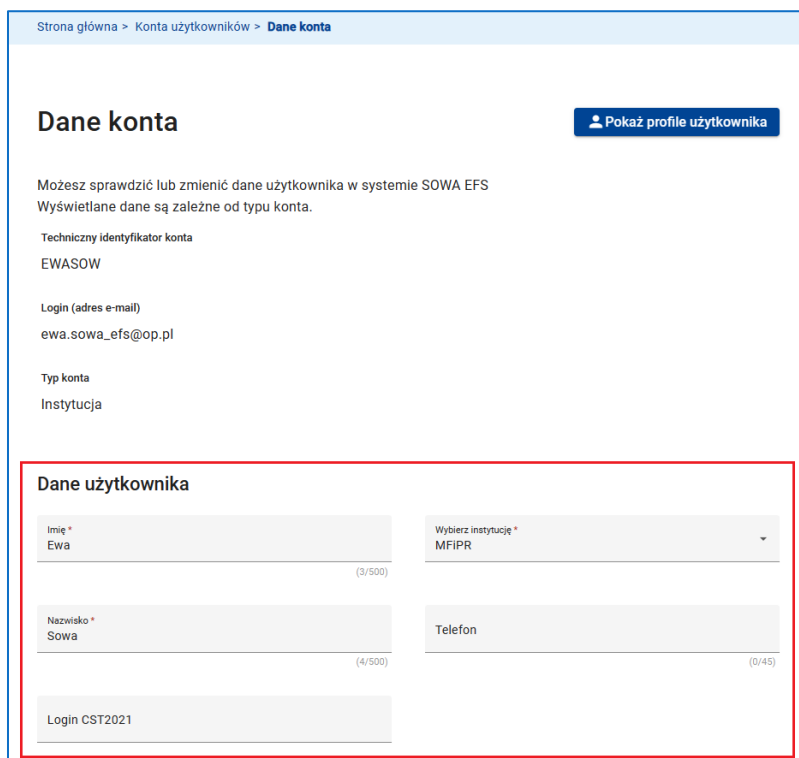 Strona główna > Konta użytkowników > Dane konta
Dane konta
Pokaż profile użytkownika
Możesz sprawdzić lub zmienić dane użytkownika w systemie SOWA EFS
Wyświetlane dane są zależne od typu konta.
Techniczny identyfikator konta
EWASOW
Login (adres e-mail)
ewa.sowa_efs@op.pl
Typ konta
Instytucja
Dane użytkownika
Imię *
Ewa
(3/500)
Wybierz instytucję *
MFiPR
Nazwisko *
Sowa
(4/500)
Telefon
(0/45)
Login CST2021